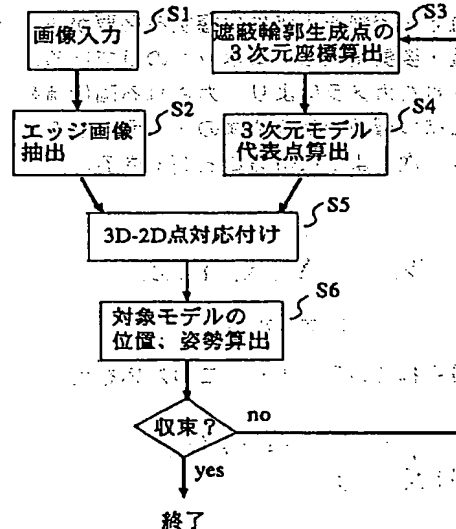 S1
画像入力
S2
エッジ画像
抽出
S3
遮蔽輪郭生成点の
3次元座標算出
S4
3次元モデル
代表点算出
S5
3D-2D点対応付け
S6
対象モデルの
位置、姿勢算出
収束?
no
yes
終了